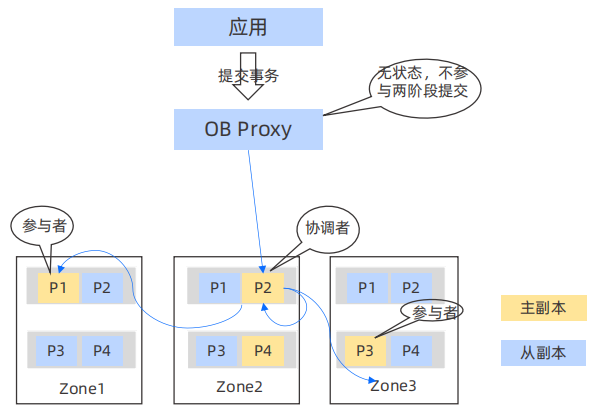 应用
提交事务
无状态，不参
与两阶段提交
OB Proxy
参与者
协调者
P1 P2
P1 P2
P1 P2
参与者
主副本
P3 P4
P3 P4
P3 P4
从副本
Zone1
Zone2
Zone3